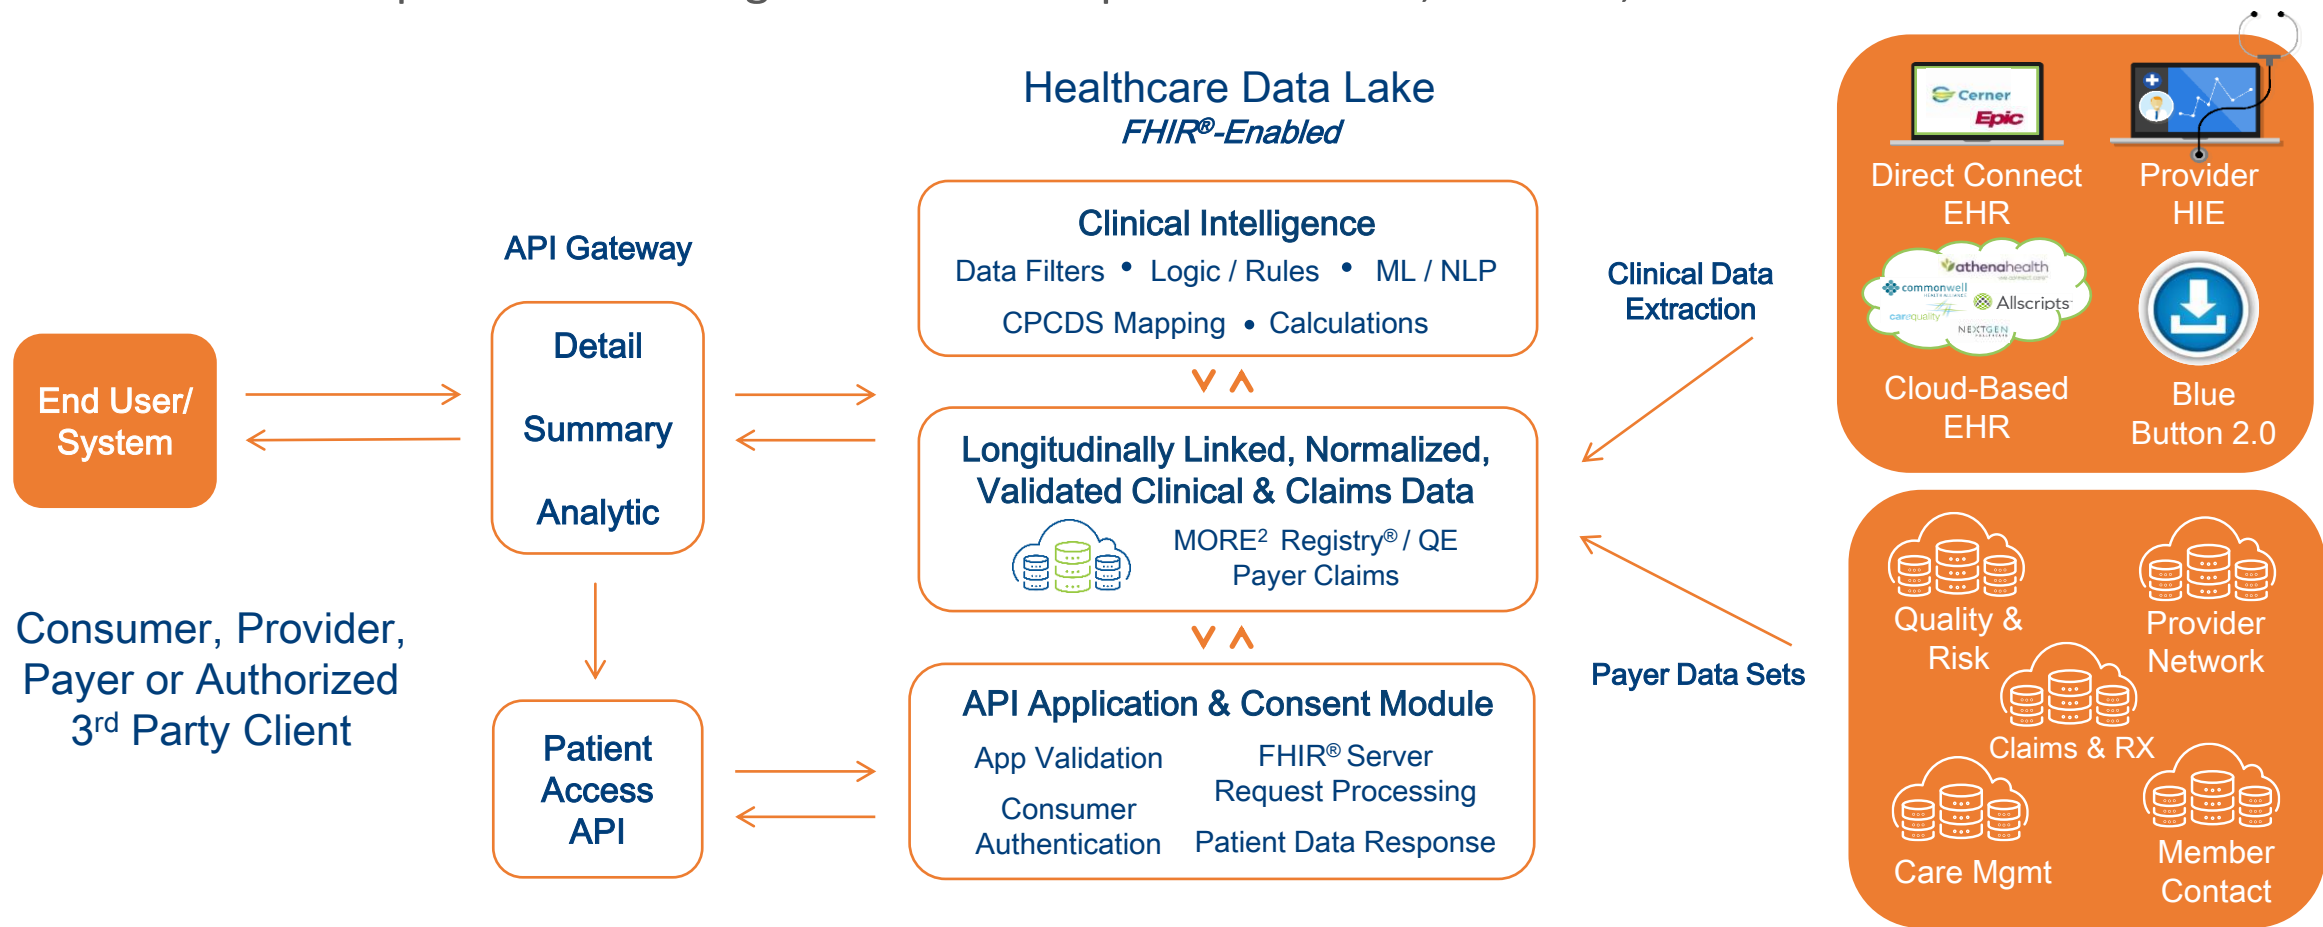 Healthcare Data Lake
FHIR®-Enabled
End User/
System
Consumer, Provider,
Payer or Authorized
3rd Party Client
API Gateway
Detail
Summary
Analytic
Patient
Access
API
Clinical Intelligence
Data Filters • Logic / Rules • ML / NLP
CPCDS Mapping • Calculations
Longitudinally Linked, Normalized,
Validated Clinical & Claims Data
MORE² Registry® / QE
Payer Claims
API Application & Consent Module
App Validation
Consumer
Authentication
FHIR® Server
Request Processing
Patient Data Response
Clinical Data
Extraction
Payer Data Sets
Cerner
Epic
Direct Connect
EHR
Provider
HIE
athenahealth
commonwell
HEALTH ALLIANCE
Allscripts
carequality
NEXTGEN
Cloud-Based
EHR
Blue
Button 2.0
Quality &
Risk
Provider
Network
Claims & RX
Care Mgmt
Member
Contact